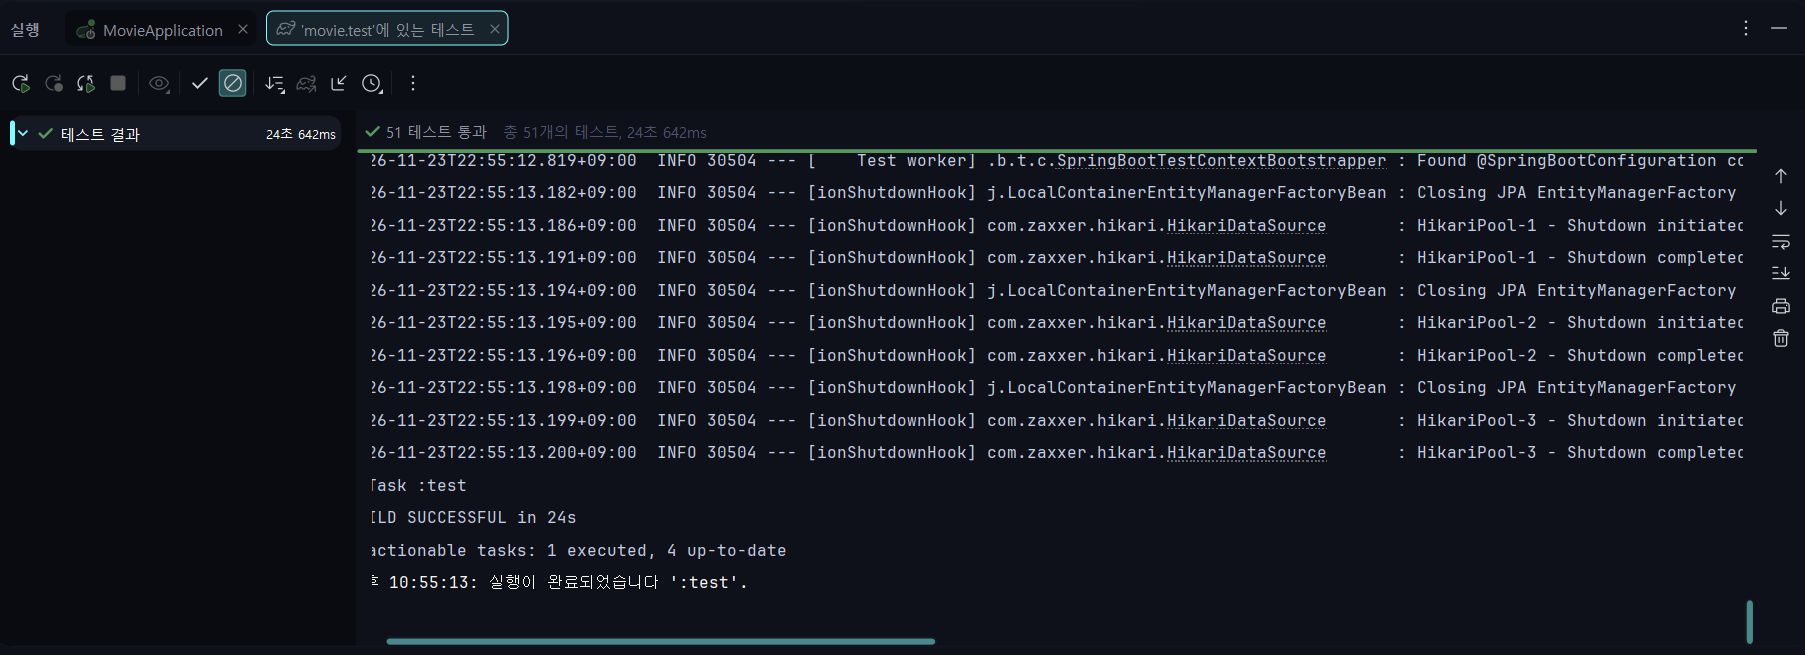 실행 MovieApplication 'movie.test'에 있는 테스트
테스트 결과 24초 642ms
51 테스트 통과 총 51개의 테스트, 24초 642ms
26-11-23T22:55:12.819+09:00 INFO 30504 --- [ Test worker] .b.t.c.SpringBootTestContextBootstrapper : Found @SpringBootConfiguration co
26-11-23T22:55:13.182+09:00 INFO 30504 --- [ionShutdownHook] j.LocalContainerEntityManagerFactoryBean : Closing JPA EntityManagerFactory
26-11-23T22:55:13.186+09:00 INFO 30504 --- [ionShutdownHook] com.zaxxer.hikari.HikariDataSource : HikariPool-1 - Shutdown initiated
26-11-23T22:55:13.191+09:00 INFO 30504 --- [ionShutdownHook] com.zaxxer.hikari.HikariDataSource : HikariPool-1 - Shutdown completed
26-11-23T22:55:13.194+09:00 INFO 30504 --- [ionShutdownHook] j.LocalContainerEntityManagerFactoryBean : Closing JPA EntityManagerFactory
26-11-23T22:55:13.195+09:00 INFO 30504 --- [ionShutdownHook] com.zaxxer.hikari.HikariDataSource : HikariPool-2 - Shutdown initiated
26-11-23T22:55:13.196+09:00 INFO 30504 --- [ionShutdownHook] com.zaxxer.hikari.HikariDataSource : HikariPool-2 - Shutdown completed
26-11-23T22:55:13.198+09:00 INFO 30504 --- [ionShutdownHook] j.LocalContainerEntityManagerFactoryBean : Closing JPA EntityManagerFactory
26-11-23T22:55:13.199+09:00 INFO 30504 --- [ionShutdownHook] com.zaxxer.hikari.HikariDataSource : HikariPool-3 - Shutdown initiated
26-11-23T22:55:13.200+09:00 INFO 30504 --- [ionShutdownHook] com.zaxxer.hikari.HikariDataSource : HikariPool-3 - Shutdown completed
Task :test
ILD SUCCESSFUL in 24s
actionable tasks: 1 executed, 4 up-to-date
후 10:55:13: 실행이 완료되었습니다 ':test'.